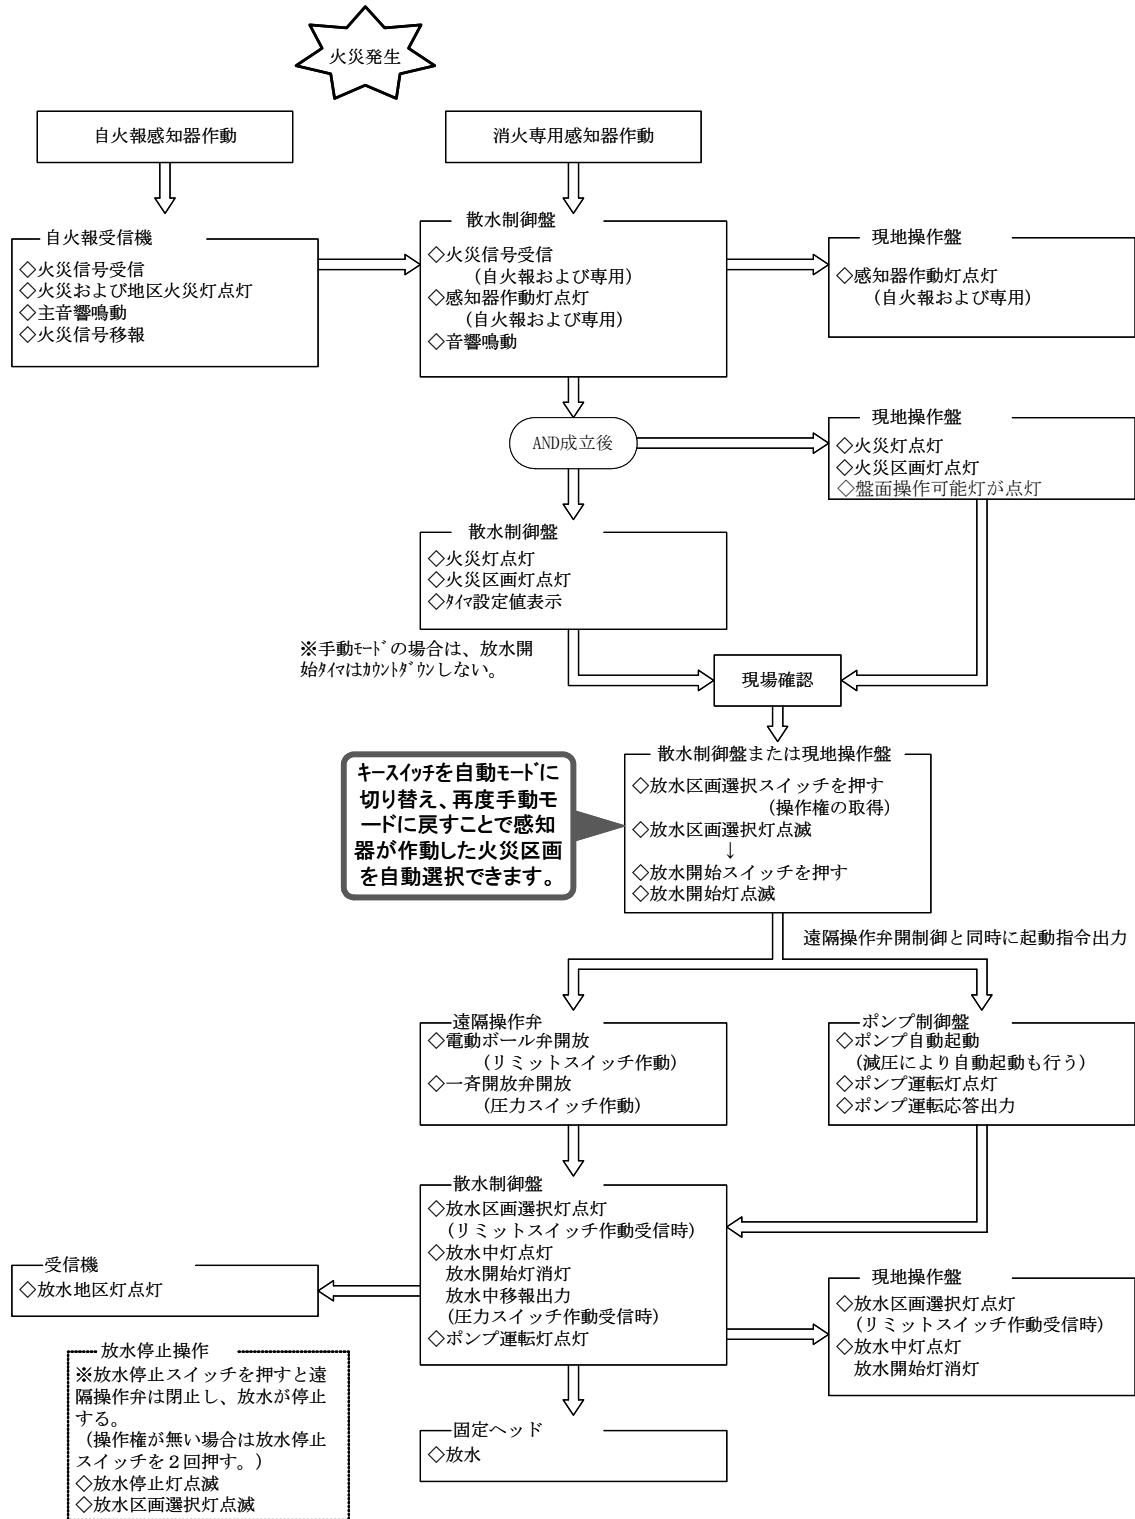 火災発生
自火報感知器作動
消火専用感知器作動
自火報受信機
◇火災信号受信
◇火災および地区火災灯点灯
◇主音響鳴動
◇火災信号移報
散水制御盤
◇火災信号受信
(自火報および専用)
◇感知器作動灯点灯
(自火報および専用)
◇音響鳴動
現地操作盤
◇感知器作動灯点灯
(自火報および専用)
AND成立後
現地操作盤
◇火災灯点灯
◇火災区画灯点灯
◇盤面操作可能灯が点灯
散水制御盤
◇火災灯点灯
◇火災区画灯点灯
◇ﾀｲﾏ設定値表示
※手動ﾓｰﾄﾞの場合は、放水開
始ﾀｲﾏはｶｳﾝﾄﾀﾞｳﾝしない。
現場確認
散水制御盤または現地操作盤
◇放水区画選択スイッチを押す
(操作権の取得)
◇放水区画選択灯点滅
↓
◇放水開始スイッチを押す
◇放水開始灯点滅
キースイッチを自動モードに
切り替え、再度手動モ
ードに戻すことで感知
器が作動した火災区画
を自動選択できます。
遠隔操作弁開制御と同時に起動指令出力
遠隔操作弁
◇電動ボール弁開放
(リミットスイッチ作動)
◇一斉開放弁開放
(圧力スイッチ作動)
ポンプ制御盤
◇ポンプ自動起動
(減圧により自動起動も行う)
◇ポンプ運転灯点灯
◇ポンプ運転応答出力
散水制御盤
◇放水区画選択灯点灯
(リミットスイッチ作動受信時)
◇放水中灯点灯
放水開始灯消灯
放水中移報出力
(圧力スイッチ作動受信時)
◇ポンプ運転灯点灯
受信機
◇放水地区灯点灯
現地操作盤
◇放水区画選択灯点灯
(リミットスイッチ作動受信時)
◇放水中灯点灯
放水開始灯消灯
放水停止操作
※放水停止スイッチを押すと遠
隔操作弁は閉止し、放水が停止
する。
（操作権が無い場合は放水停止
スイッチを２回押す。）
◇放水停止灯点滅
◇放水区画選択灯点滅
固定ヘッド
◇放水